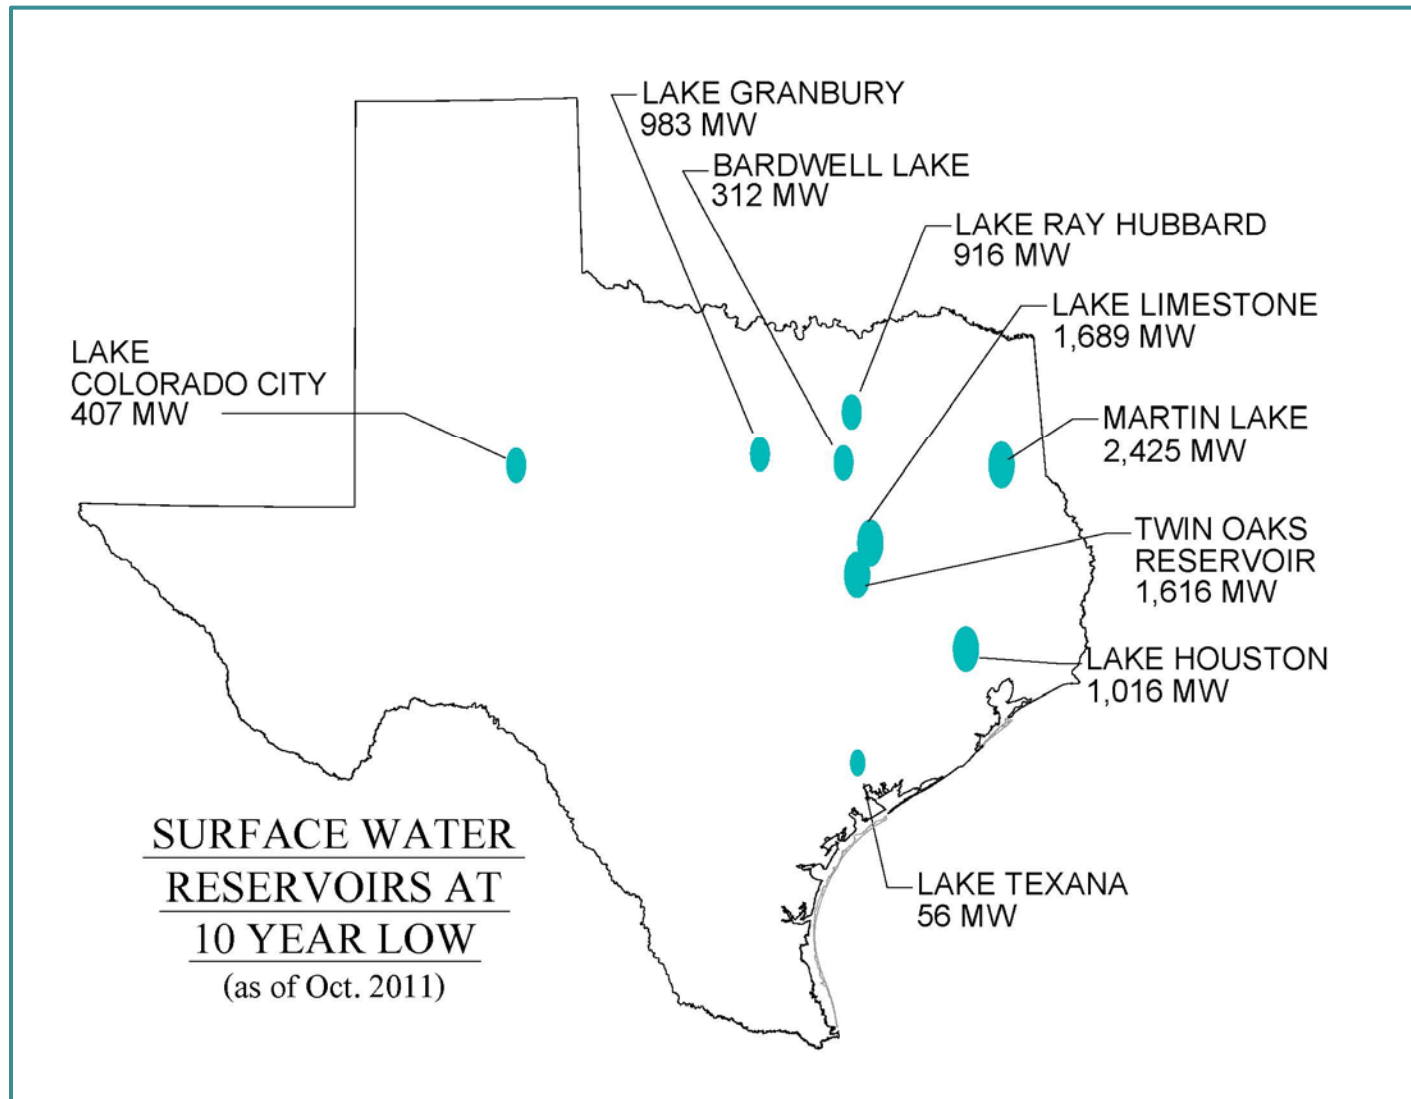 LAKE GRANBURY
983 MW
BARDWELL LAKE
312 MW
LAKE RAY HUBBARD
916 MW
LAKE LIMESTONE
1,689 MW
LAKE
COLORADO CITY
407 MW
MARTIN LAKE
2,425 MW
TWIN OAKS
RESERVOIR
1,616 MW
LAKE HOUSTON
1,016 MW
LAKE TEXANA
56 MW
SURFACE WATER
RESERVOIRS AT
10 YEAR LOW
(as of Oct. 2011)